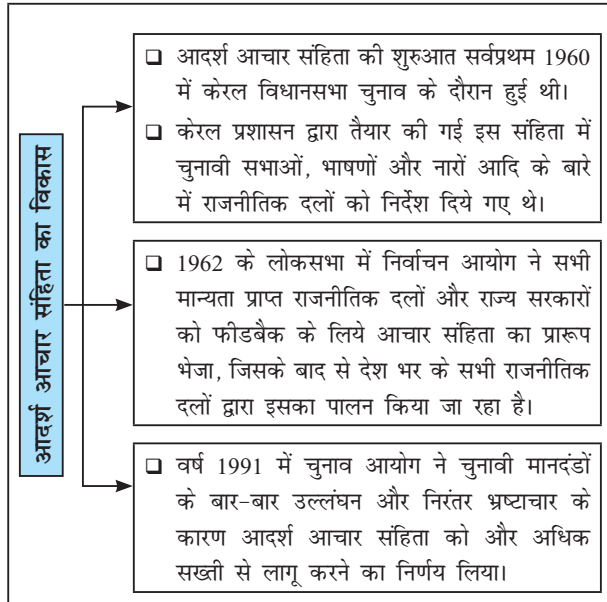 आदर्श आचार संहिता का विकास
❑ आदर्श आचार संहिता की शुरुआत सर्वप्रथम 1960
में केरल विधानसभा चुनाव के दौरान हुई थी।
❑ केरल प्रशासन द्वारा तैयार की गई इस संहिता में
चुनावी सभाओं, भाषणों और नारों आदि के बारे
में राजनीतिक दलों को निर्देश दिये गए थे।
❑ 1962 के लोकसभा में निर्वाचन आयोग ने सभी
मान्यता प्राप्त राजनीतिक दलों और राज्य सरकारों
को फीडबैक के लिये आचार संहिता का प्रारूप
भेजा, जिसके बाद से देश भर के सभी राजनीतिक
दलों द्वारा इसका पालन किया जा रहा है।
❑ वर्ष 1991 में चुनाव आयोग ने चुनावी मानदंडों
के बार-बार उल्लंघन और निरंतर भ्रष्टाचार के
कारण आदर्श आचार संहिता को और अधिक
सख्ती से लागू करने का निर्णय लिया।